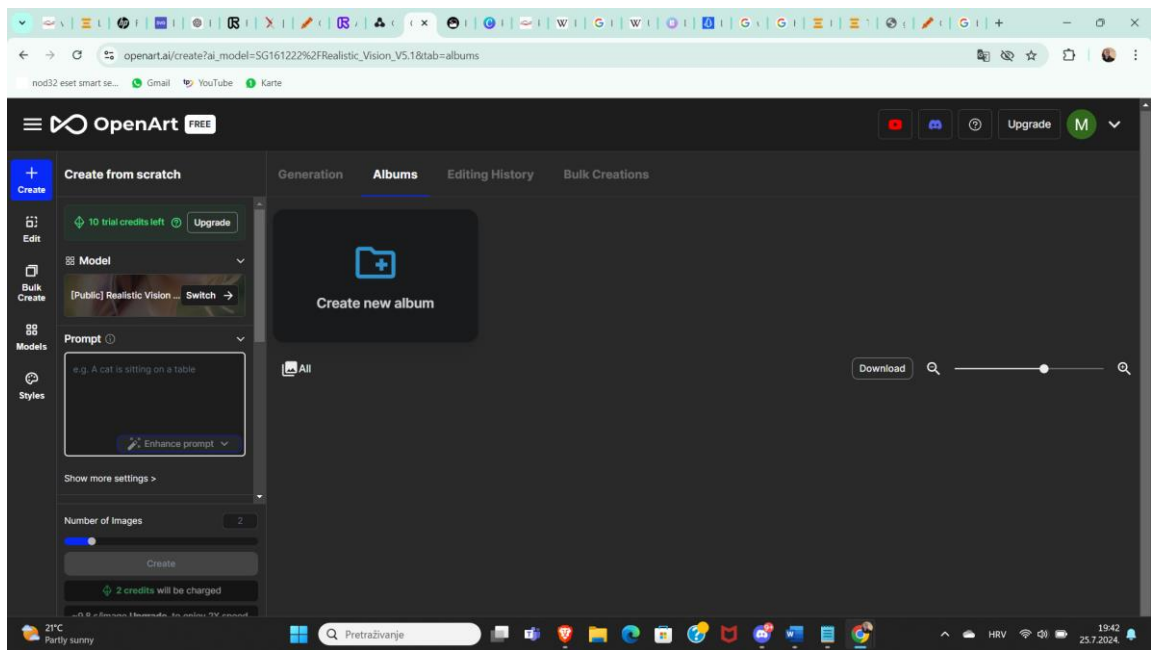 openart.ai/create?ai_model=SG161222%2FRealistic_Vision_V5.1&tab=albums
nod32 eset smart se... Gmail YouTube Karte
OpenArt FREE
Upgrade M
Create
Edit
Bulk
Create
Models
Styles
Create from scratch
10 trial credits left Upgrade
Model
[Public] Realistic Vision ... Switch →
Prompt
e.g. A cat is sitting on a table
Enhance prompt
Show more settings >
Number of Images 2
Create
2 credits will be charged
Generation Albums Editing History Bulk Creations
Create new album
All
Download
21°C
Partly sunny
Pretraživanje
HRV
19:42
25.7.2024.